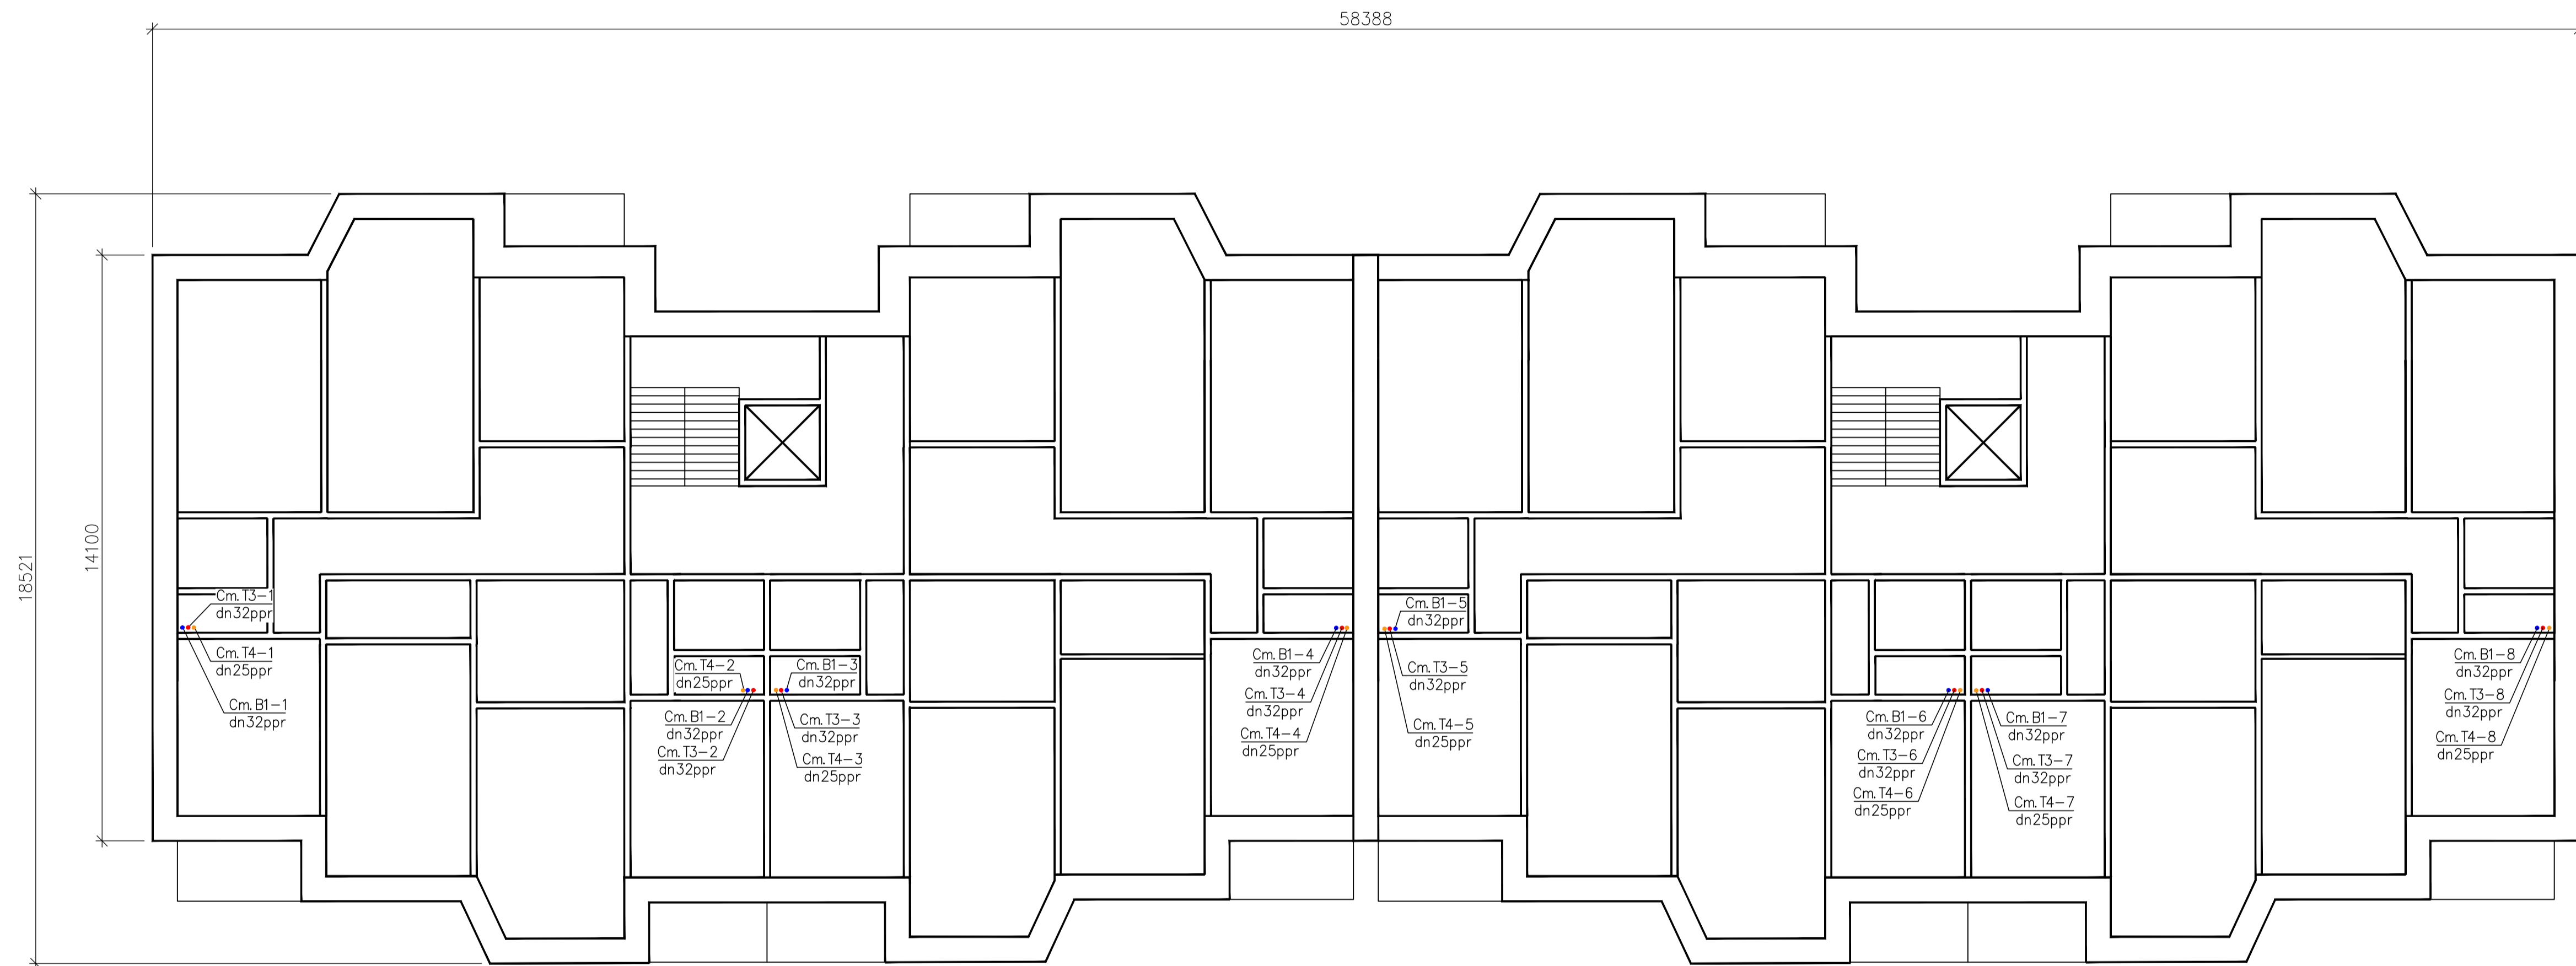 58388
18521
14100
Ст. Т3-1
dn32ppr
Ст. Т4-1
dn25ppr
Ст. В1-1
dn32ppr
Ст. Т4-2
dn25ppr
Ст. В1-2
dn32ppr
Ст. Т3-2
dn32ppr
Ст. В1-3
dn32ppr
Ст. Т3-3
dn32ppr
Ст. Т4-3
dn25ppr
Ст. В1-4
dn32ppr
Ст. Т3-4
dn32ppr
Ст. Т4-4
dn25ppr
Ст. В1-5
dn32ppr
Ст. Т3-5
dn32ppr
Ст. Т4-5
dn25ppr
Ст. В1-6
dn32ppr
Ст. Т3-6
dn32ppr
Ст. Т4-6
dn25ppr
Ст. В1-7
dn32ppr
Ст. Т3-7
dn32ppr
Ст. Т4-7
dn25ppr
Ст. В1-8
dn32ppr
Ст. Т3-8
dn32ppr
Ст. Т4-8
dn25ppr